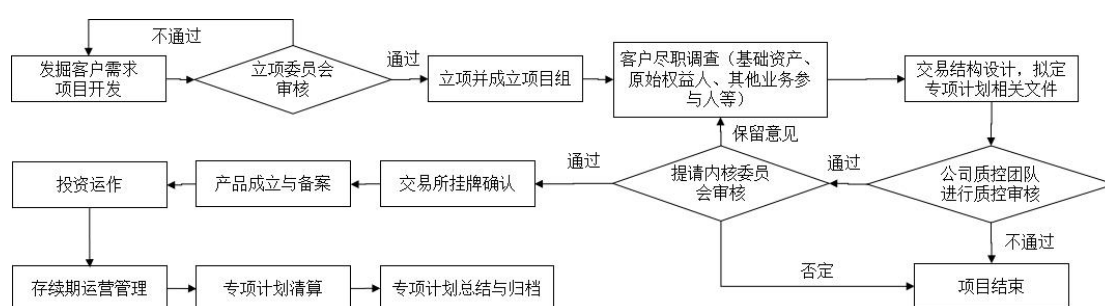 不通过
发掘客户需求
项目开发
立项委员会
审核
通过
立项并成立项目组
客户尽职调查（基础资产、
原始权益人、其他业务参
与人等）
交易结构设计，拟定
专项计划相关文件
保留意见
公司质控团队
进行质控审核
通过
不通过
提请内核委员
会审核
通过
否定
项目结束
交易所挂牌确认
产品成立与备案
投资运作
存续期运营管理
专项计划清算
专项计划总结与归档